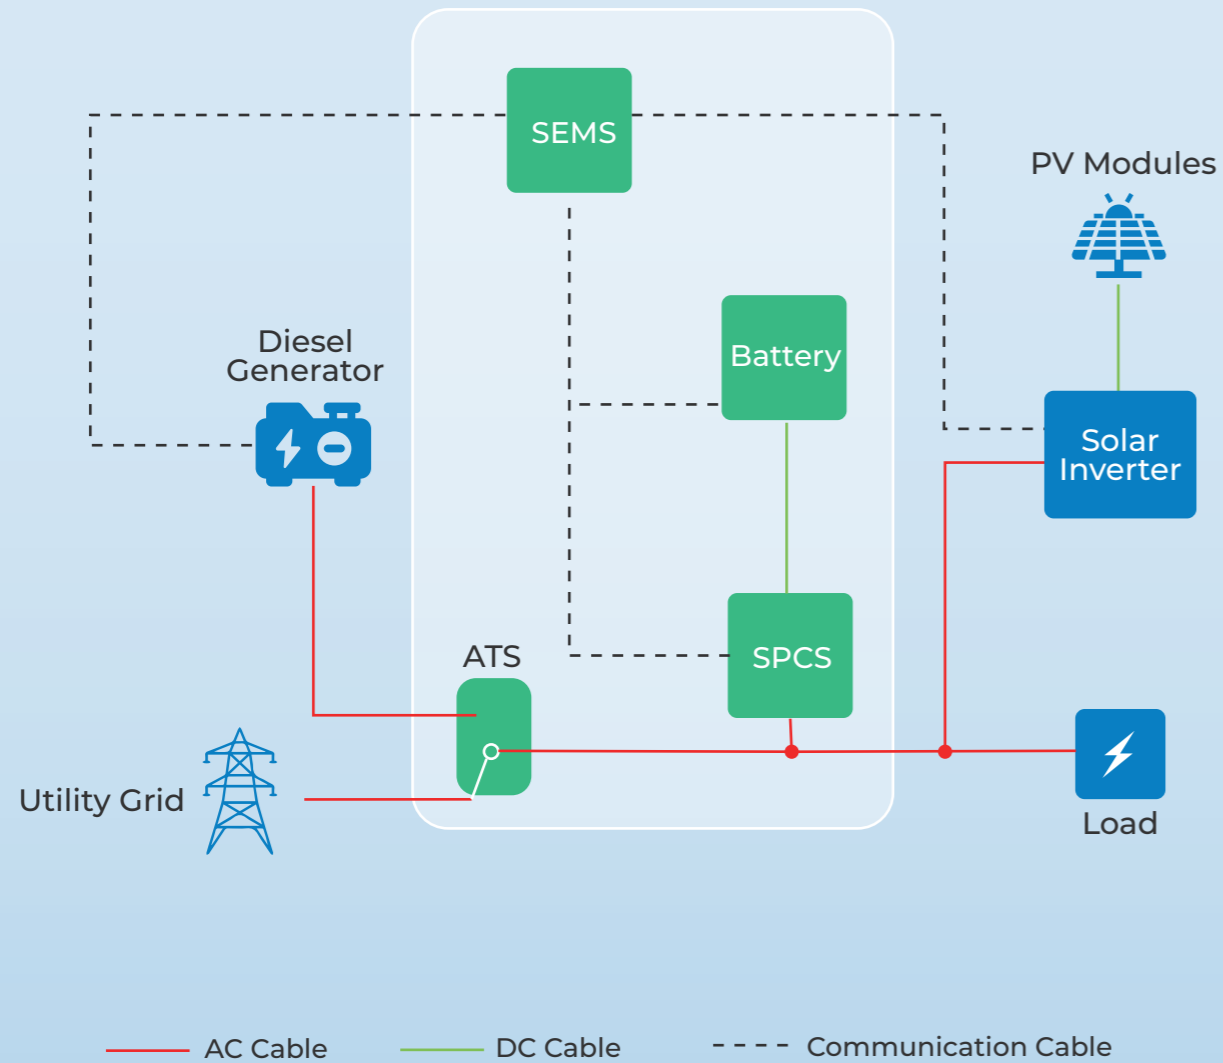 SEMS
PV Modules
Diesel
Generator
Battery
Solar
Inverter
ATS
SPCS
Utility Grid
Load
AC Cable
DC Cable
Communication Cable